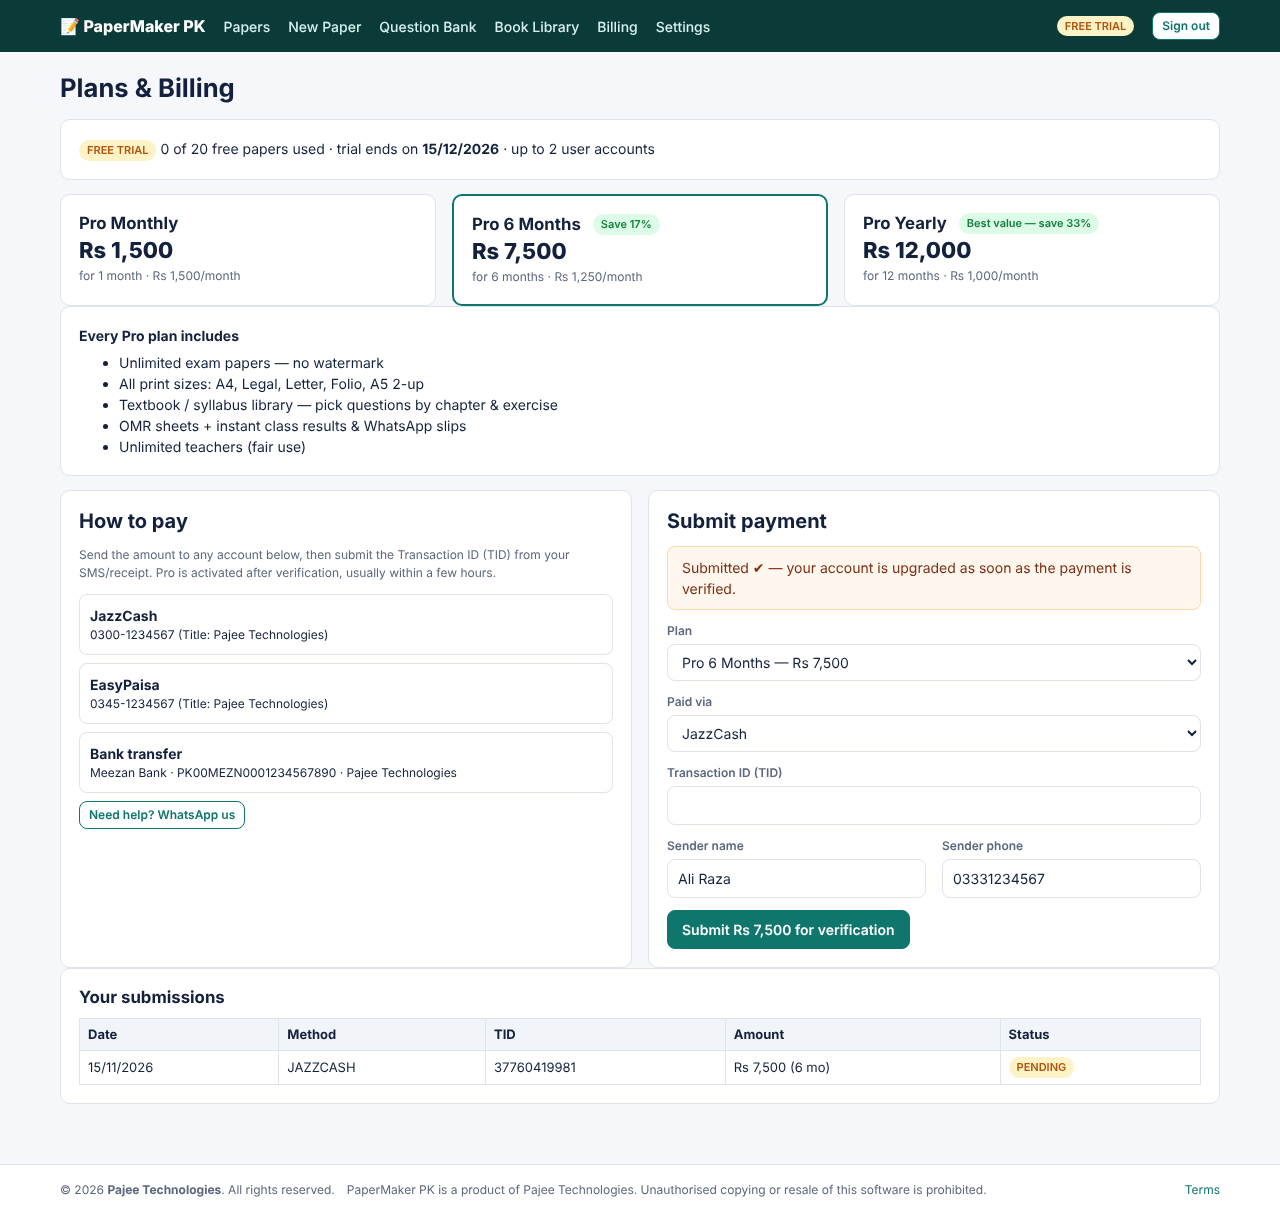 📝 PaperMaker PK Papers New Paper Question Bank Book Library Billing Settings FREE TRIAL Sign out
Plans & Billing
FREE TRIAL 0 of 20 free papers used · trial ends on 15/12/2026 · up to 2 user accounts
Pro Monthly
Rs 1,500
for 1 month · Rs 1,500/month
Pro 6 Months Save 17%
Rs 7,500
for 6 months · Rs 1,250/month
Pro Yearly Best value — save 33%
Rs 12,000
for 12 months · Rs 1,000/month
Every Pro plan includes
• Unlimited exam papers — no watermark
• All print sizes: A4, Legal, Letter, Folio, A5 2-up
• Textbook / syllabus library — pick questions by chapter & exercise
• OMR sheets + instant class results & WhatsApp slips
• Unlimited teachers (fair use)
How to pay
Send the amount to any account below, then submit the Transaction ID (TID) from your
SMS/receipt. Pro is activated after verification, usually within a few hours.
JazzCash
0300-1234567 (Title: Pajee Technologies)
EasyPaisa
0345-1234567 (Title: Pajee Technologies)
Bank transfer
Meezan Bank · PK00MEZN0001234567890 · Pajee Technologies
Need help? WhatsApp us
Submit payment
Submitted ✔ — your account is upgraded as soon as the payment is
verified.
Plan
Pro 6 Months — Rs 7,500
Paid via
JazzCash
Transaction ID (TID)
Sender name Sender phone
Ali Raza 03331234567
Submit Rs 7,500 for verification
Your submissions
Date Method TID Amount Status
15/11/2026 JAZZCASH 37760419981 Rs 7,500 (6 mo) PENDING
© 2026 Pajee Technologies. All rights reserved. PaperMaker PK is a product of Pajee Technologies. Unauthorised copying or resale of this software is prohibited. Terms